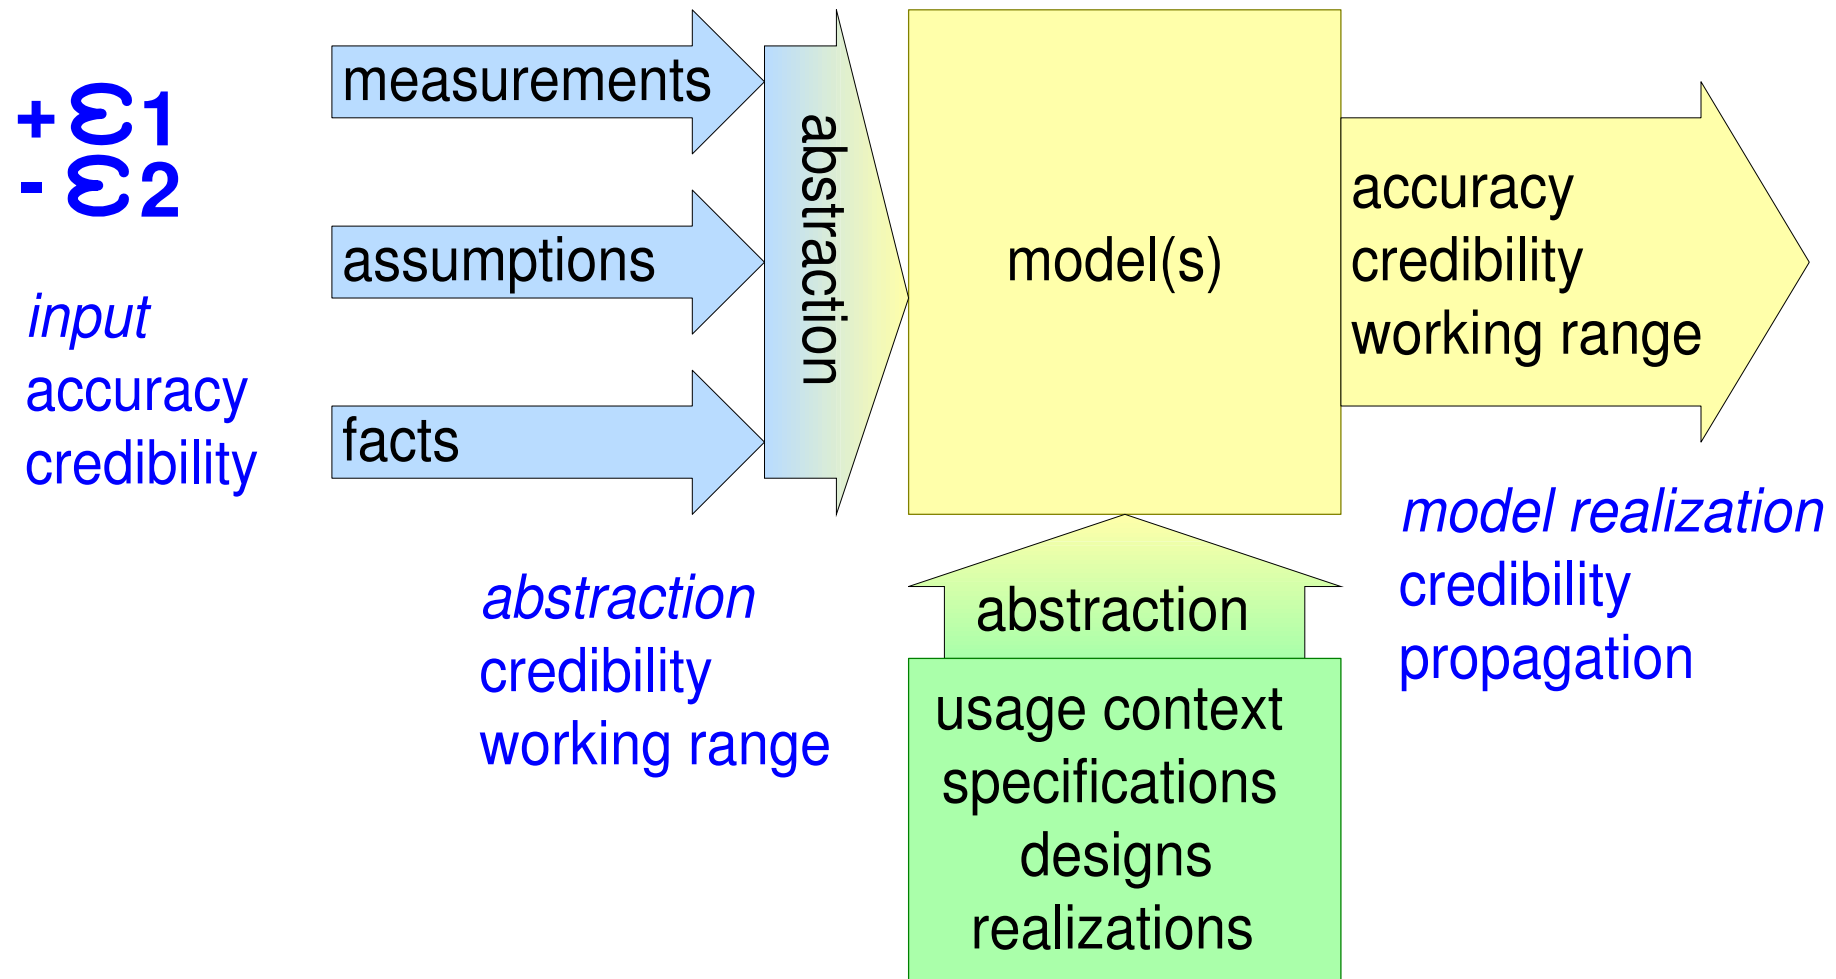 +ε1
- ε2
input
accuracy
credibility
measurements
assumptions
facts
abstraction
abstraction
credibility
working range
model(s)
abstraction
usage context
specifications
designs
realizations
accuracy
credibility
working range
model realization
credibility
propagation